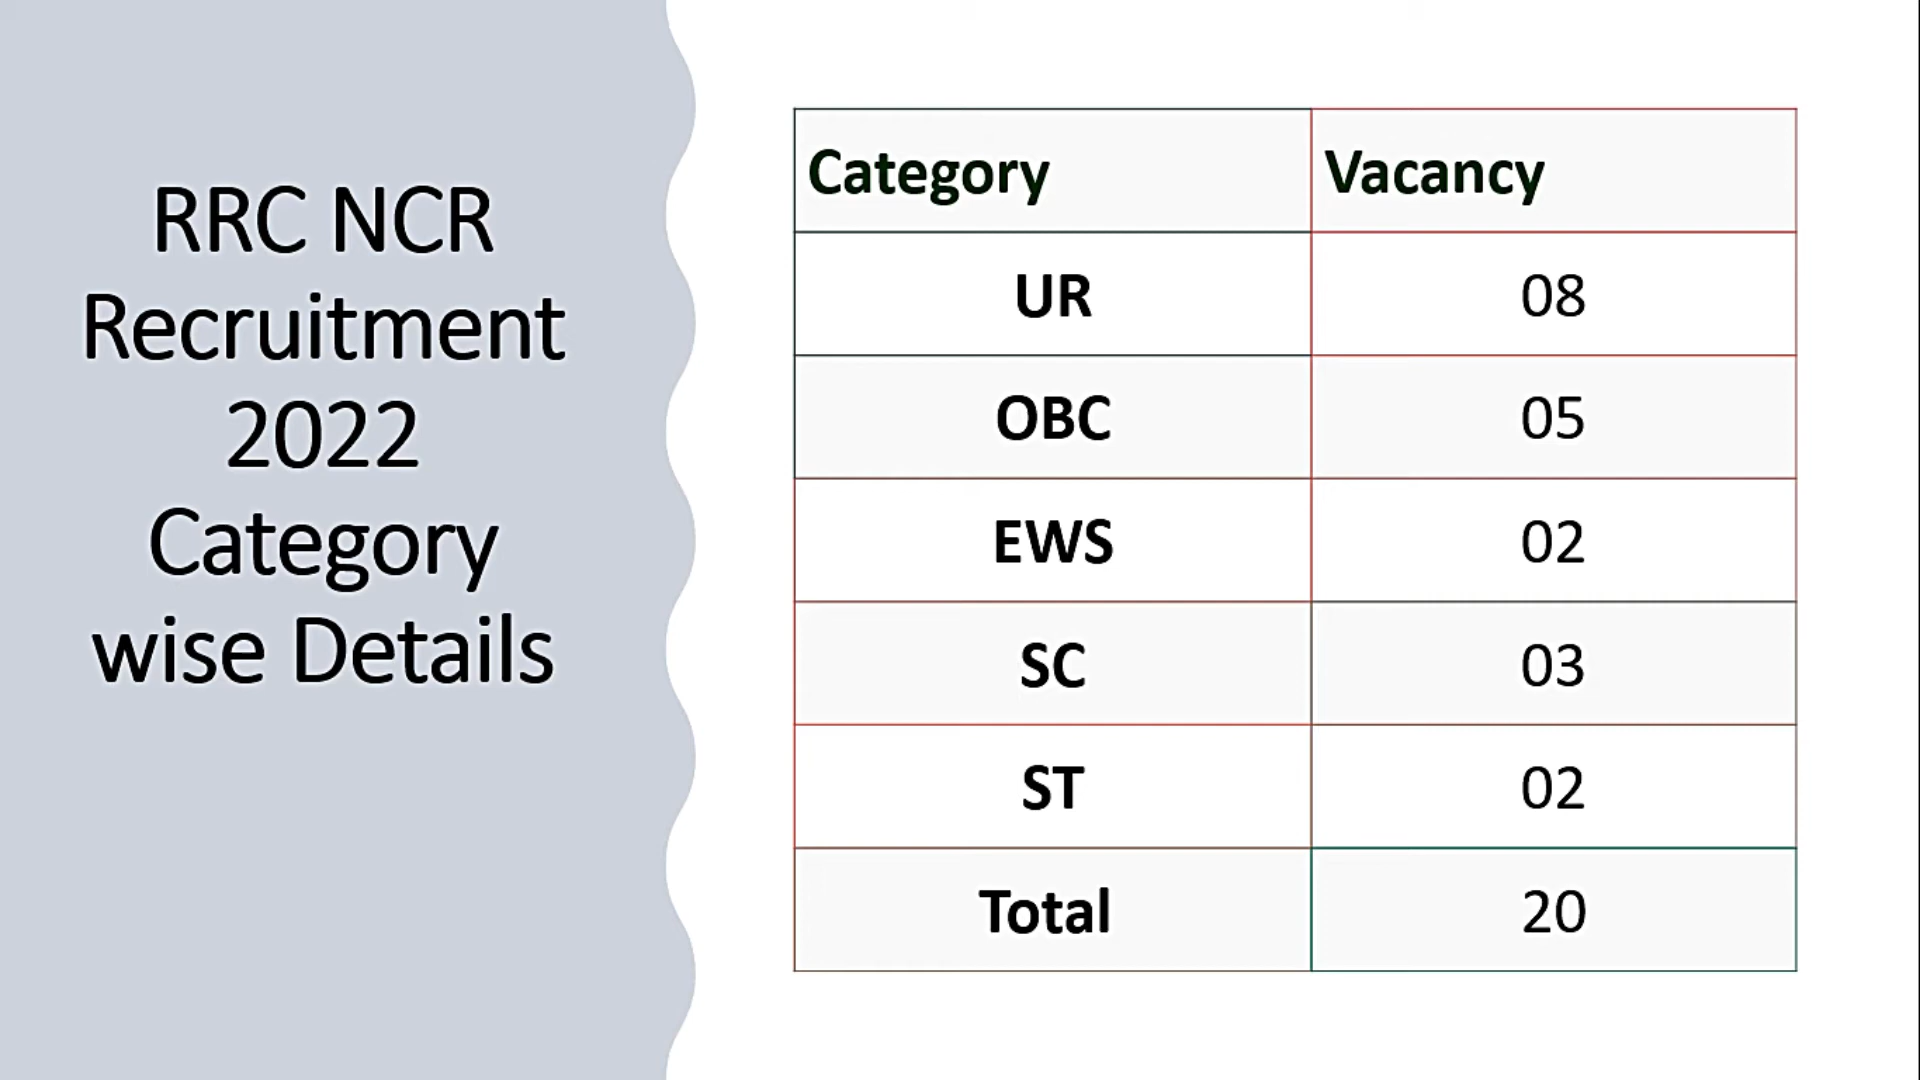 RRC NCR
Recruitment
2022
Category
wise Details
Category Vacancy
UR 08
OBC 05
EWS 02
SC 03
ST 02
Total 20